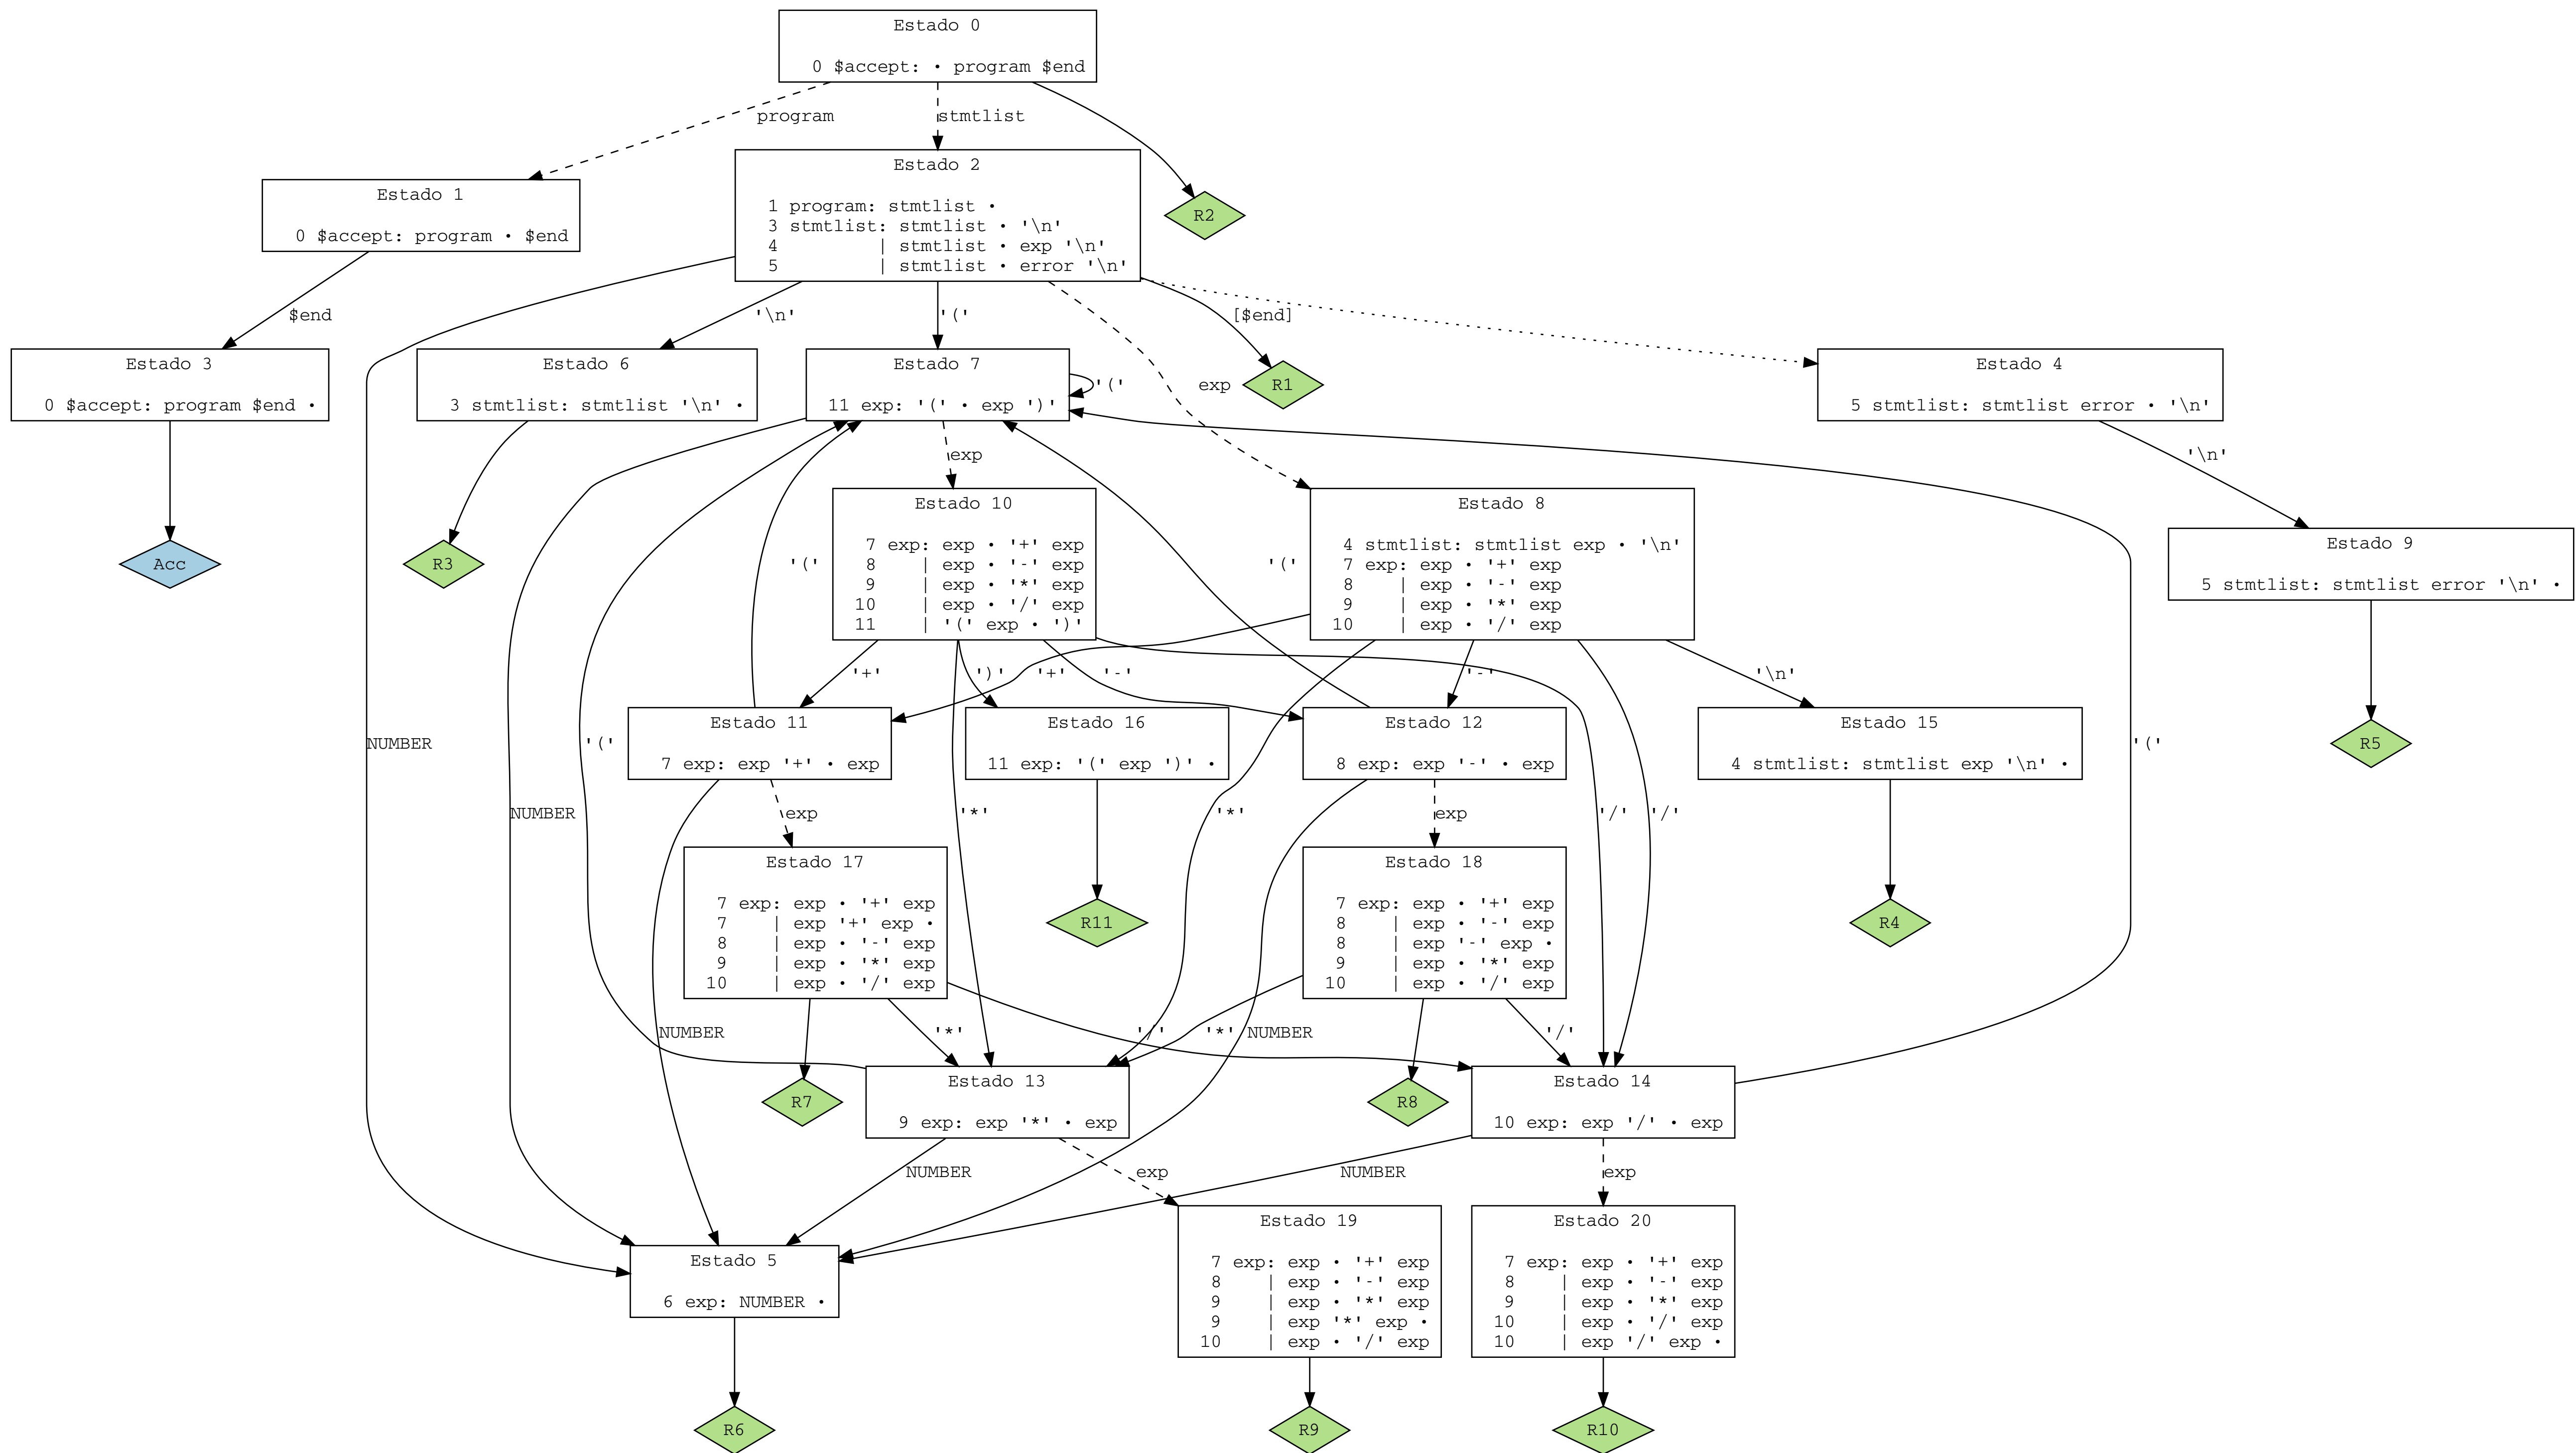 Estado 0
0 $accept: • program $end
program
stmtlist
Estado 2
1 program: stmtlist •
3 stmtlist: stmtlist • '\n'
4 | stmtlist • exp '\n'
5 | stmtlist • error '\n'
Estado 1
0 $accept: program • $end
R2
$end
'\n'
'('
[$end]
Estado 3
0 $accept: program $end •
Estado 6
3 stmtlist: stmtlist '\n' •
Estado 7
11 exp: '(' • exp ')'
'('
exp
R1
Estado 4
5 stmtlist: stmtlist error • '\n'
exp
'\n'
Estado 10
7 exp: exp • '+' exp
8 | exp • '-' exp
9 | exp • '*' exp
10 | exp • '/' exp
11 | '(' exp • ')'
Estado 8
4 stmtlist: stmtlist exp • '\n'
7 exp: exp • '+' exp
8 | exp • '-' exp
9 | exp • '*' exp
10 | exp • '/' exp
Estado 9
5 stmtlist: stmtlist error '\n' •
Acc
R3
'('
'('
'+'
')'
'+'
'-'
'-'
'\n'
Estado 11
7 exp: exp '+' • exp
Estado 16
11 exp: '(' exp ')' •
Estado 12
8 exp: exp '-' • exp
Estado 15
4 stmtlist: stmtlist exp '\n' •
R5
NUMBER
'('
'('
NUMBER
exp
'*'
'*'
exp
'/'
'/'
Estado 17
7 exp: exp • '+' exp
7 | exp '+' exp •
8 | exp • '-' exp
9 | exp • '*' exp
10 | exp • '/' exp
R11
Estado 18
7 exp: exp • '+' exp
8 | exp • '-' exp
8 | exp '-' exp •
9 | exp • '*' exp
10 | exp • '/' exp
R4
NUMBER
'*'
'/'
'*'
NUMBER
'/'
R7
Estado 13
9 exp: exp '*' • exp
R8
Estado 14
10 exp: exp '/' • exp
NUMBER
exp
NUMBER
exp
Estado 5
6 exp: NUMBER •
Estado 19
7 exp: exp • '+' exp
8 | exp • '-' exp
9 | exp • '*' exp
9 | exp '*' exp •
10 | exp • '/' exp
Estado 20
7 exp: exp • '+' exp
8 | exp • '-' exp
9 | exp • '*' exp
10 | exp • '/' exp
10 | exp '/' exp •
R6
R9
R10